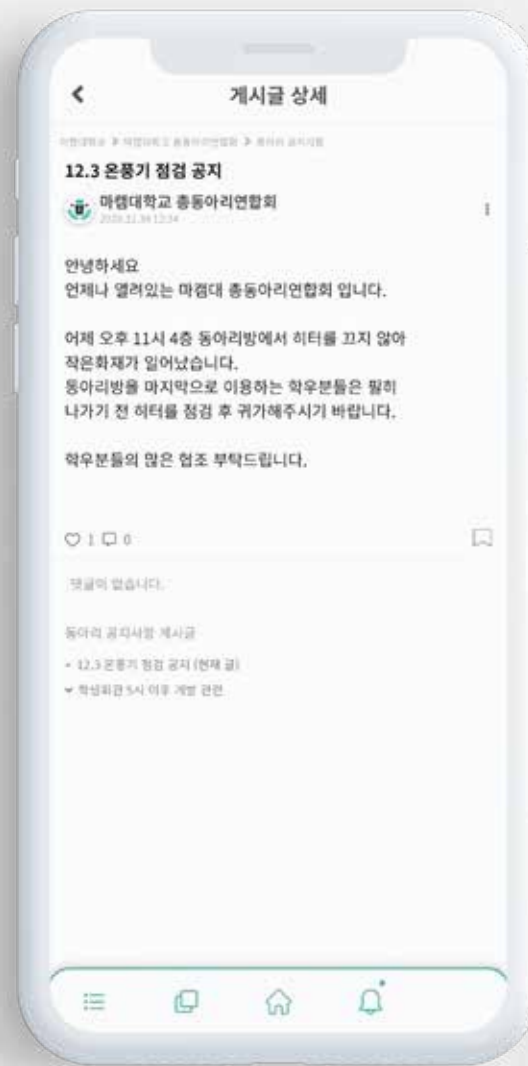 게시글 상세
12.3 온풍기 점검 공지
마켐대학교 총동아리연합회
안녕하세요
언제나 열려있는 마켐대 총동아리연합회 입니다.
어제 오후 11시 4층 동아리방에서 히터를 끄지 않아
작은화재가 일어났습니다.
동아리방을 마지막으로 이용하는 학우분들은 필히
나가기 전 히터를 점검 후 귀가해주시기 바랍니다.
학우분들의 많은 협조 부탁드립니다.
1 0
댓글이 없습니다.
동아리 공지사항 게시글
12.3 온풍기 점검 공지 (현재 글)
학생회관 5시 이후 개방 관련